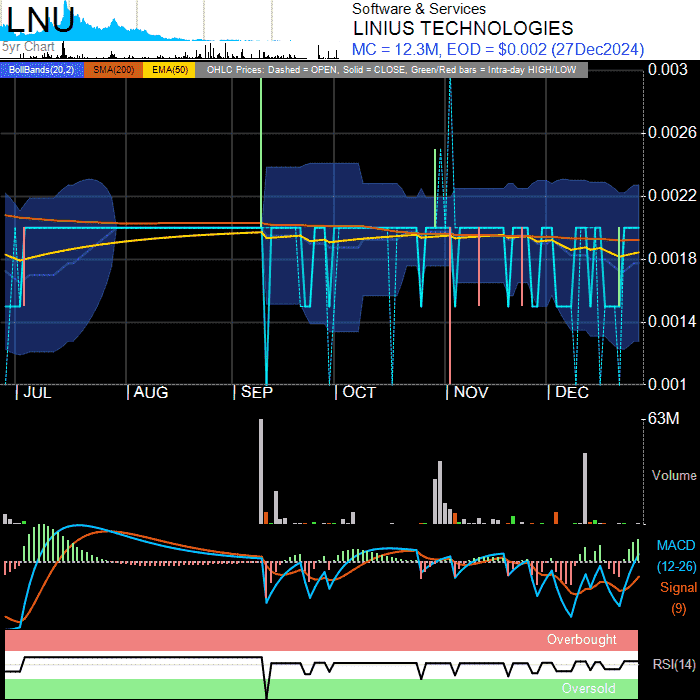 LNU
Software & Services
LINIUS TECHNOLOGIES
5yr Chart
MC = 12.3M, EOD = $0.002 (27Dec2024)
BollBands(20,2) SMA(200) EMA(50) OHLC Prices: Dashed = OPEN, Solid = CLOSE, Green/Red bars = Intra-day HIGH/LOW
0.003
0.0026
0.0022
0.0018
0.0014
0.001
JUL AUG SEP OCT NOV DEC
63M
Volume
MACD
(12-26)
Signal
(9)
Overbought
RSI(14)
Oversold